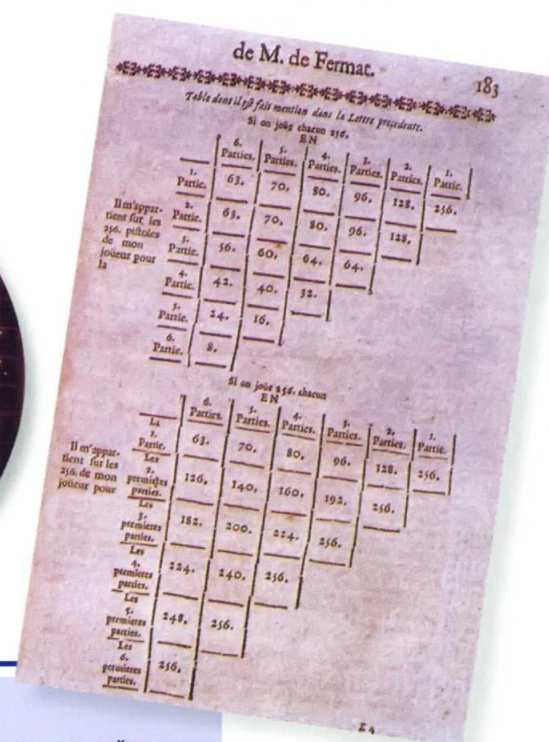 de M. de Fermat. 183
Table dont il est fait mention dans la Lettre precedente.
Si on joüe chacun 256.
EN
6. Parties. 5. Parties. 4. Parties. 3. Parties. 2. Parties. 1. Partie.
Il m'appar-
tient sur les
256. pistoles
de mon
joüeur pour
la
1. Partie. 63. 70. 80. 96. 128. 256.
2. Partie. 63. 70. 80. 96. 128.
3. Partie. 56. 60. 64. 64.
4. Partie. 42. 40. 32.
5. Partie. 24. 16.
6. Partie. 8.
Si on joüe 256. chacun
EN
6. Parties. 5. Parties. 4. Parties. 3. Parties. 2. Parties. 1. Partie.
Il m'appar-
tient sur les
256. de mon
joüeur pour
La 1. Partie. 63. 70. 80. 96. 128. 256.
Les 2. premieres parties. 126. 140. 160. 192. 256.
Les 3. premieres parties. 182. 200. 224. 256.
Les 4. premieres parties. 224. 240. 256.
Les 5. premieres parties. 248. 256.
Les 6. premieres parties. 256.